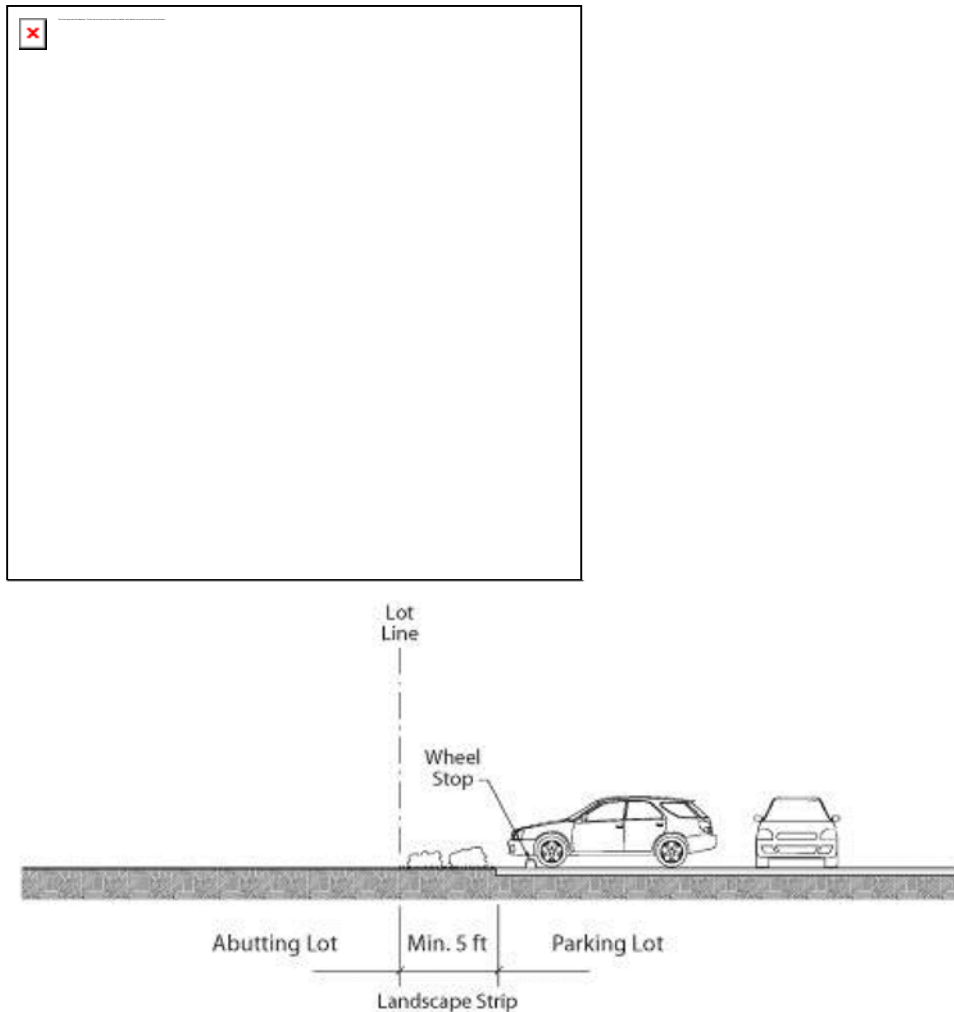 Lot
Line
Wheel
Stop
Abutting Lot
Min. 5 ft
Parking Lot
Landscape Strip